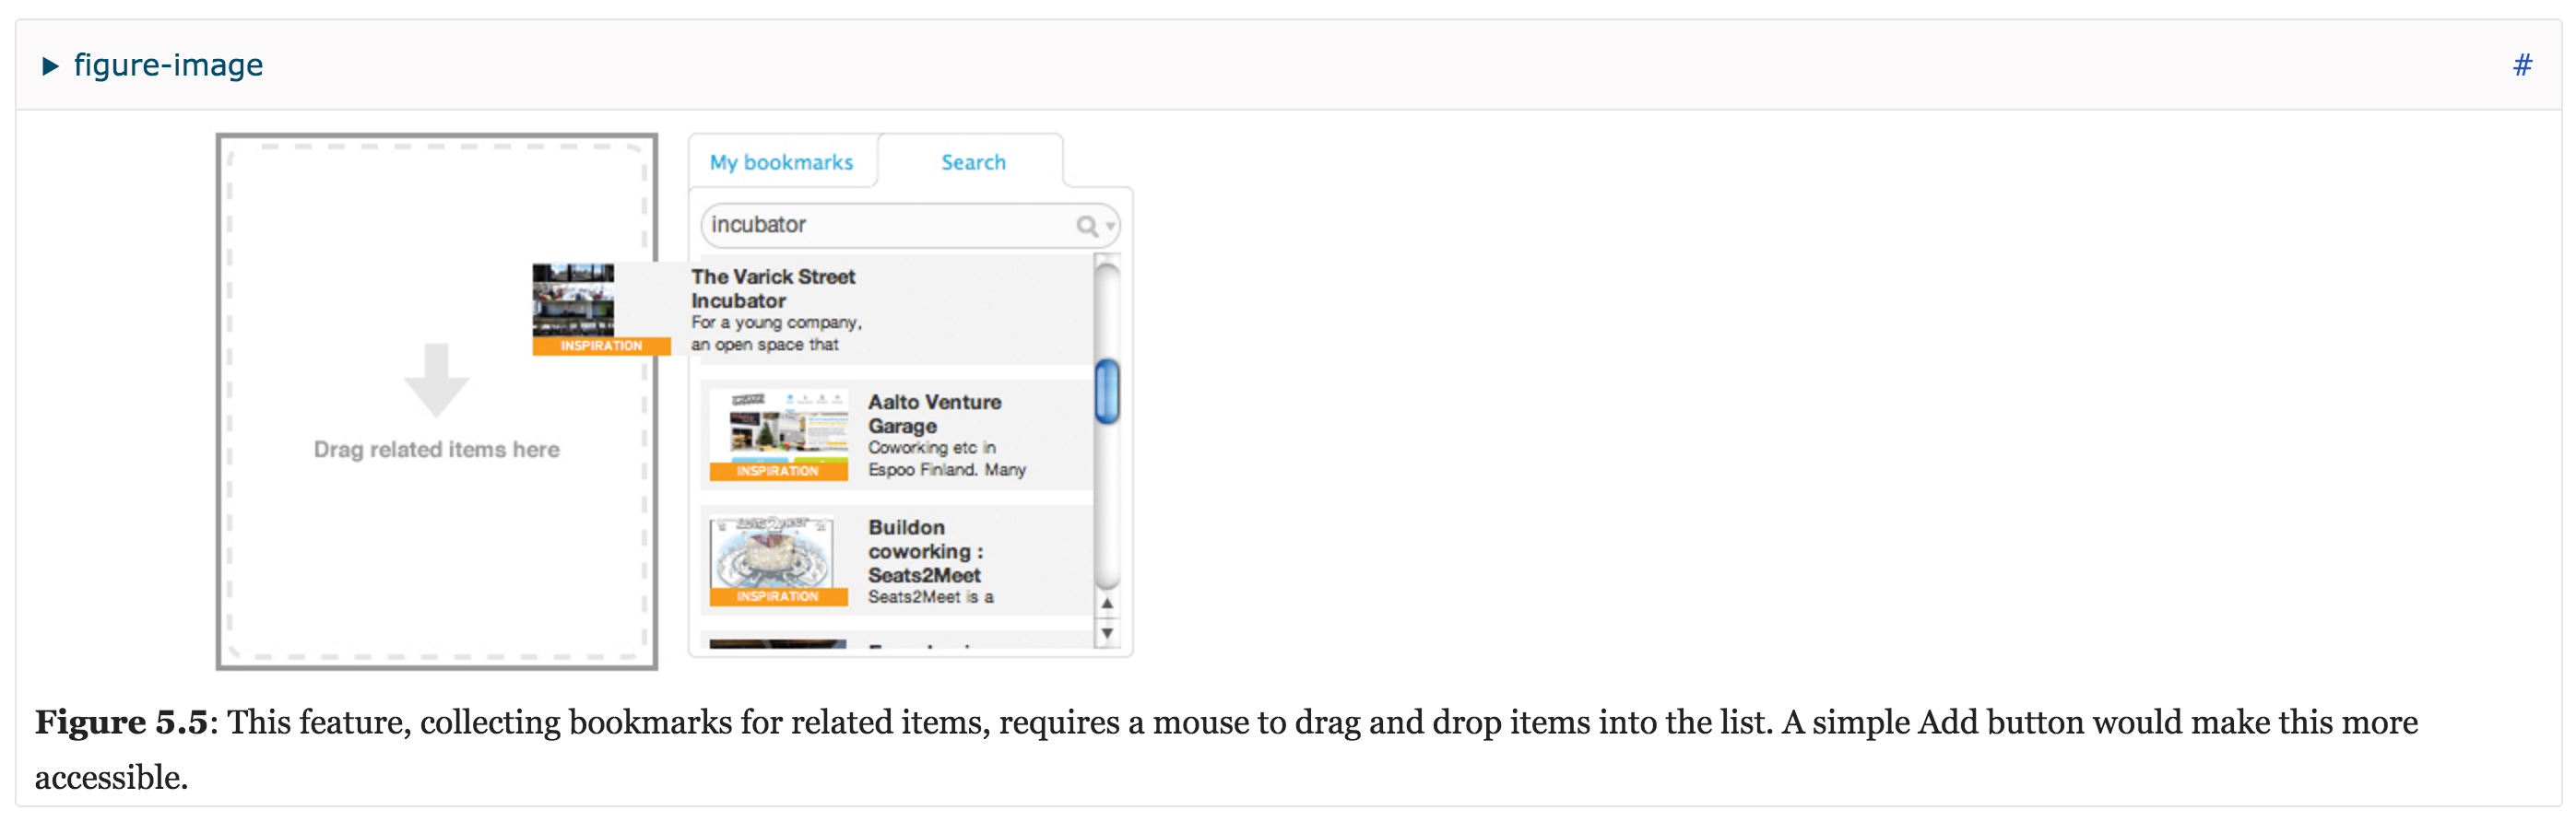 figure-image
#
Drag related items here
My bookmarks
Search
incubator
The Varick Street
Incubator
For a young company,
an open space that
INSPIRATION
Aalto Venture
Garage
Coworking etc in
Espoo Finland. Many
INSPIRATION
Buildon
coworking :
Seats2Meet
Seats2Meet is a
INSPIRATION
Figure 5.5: This feature, collecting bookmarks for related items, requires a mouse to drag and drop items into the list. A simple Add button would make this more
accessible.